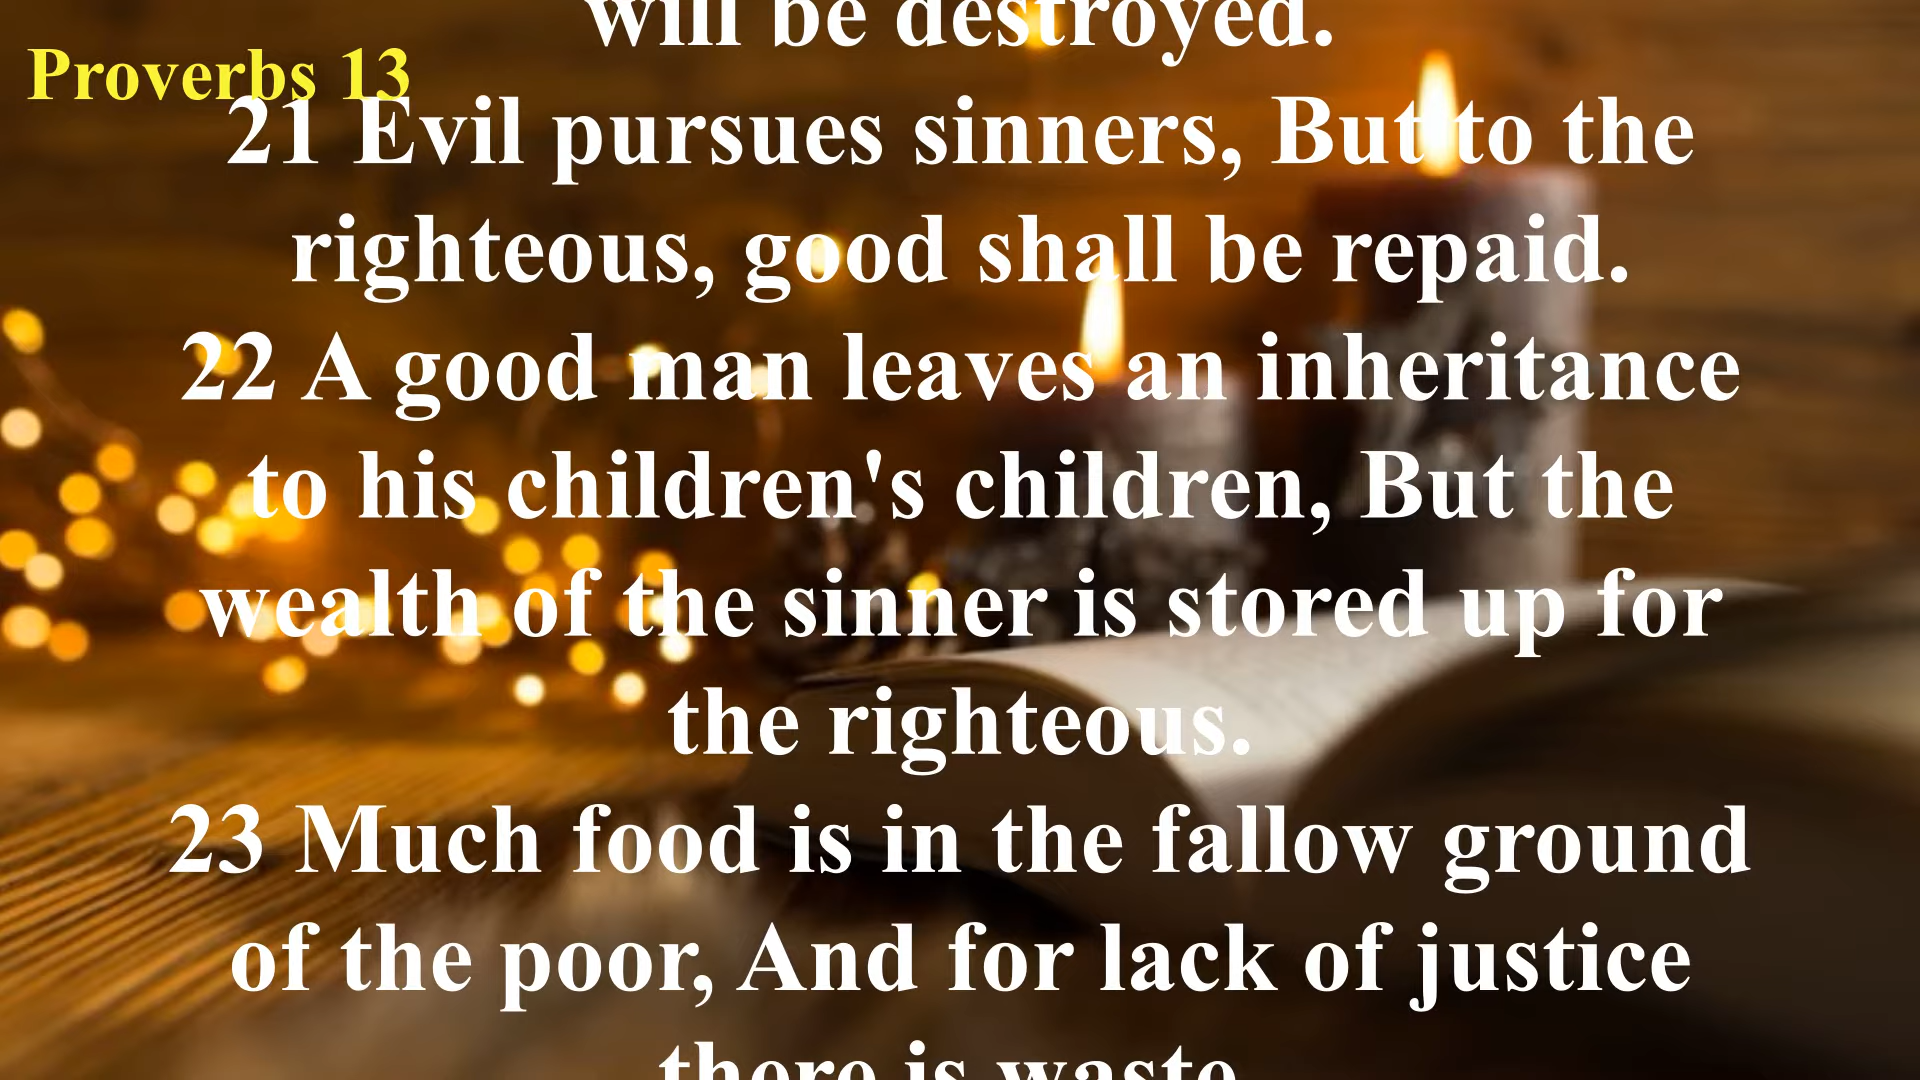 will be destroyed.
Proverbs 13
21 Evil pursues sinners, But to the
righteous, good shall be repaid.
22 A good man leaves an inheritance
to his children's children, But the
wealth of the sinner is stored up for
the righteous.
23 Much food is in the fallow ground
of the poor, And for lack of justice
there is waste